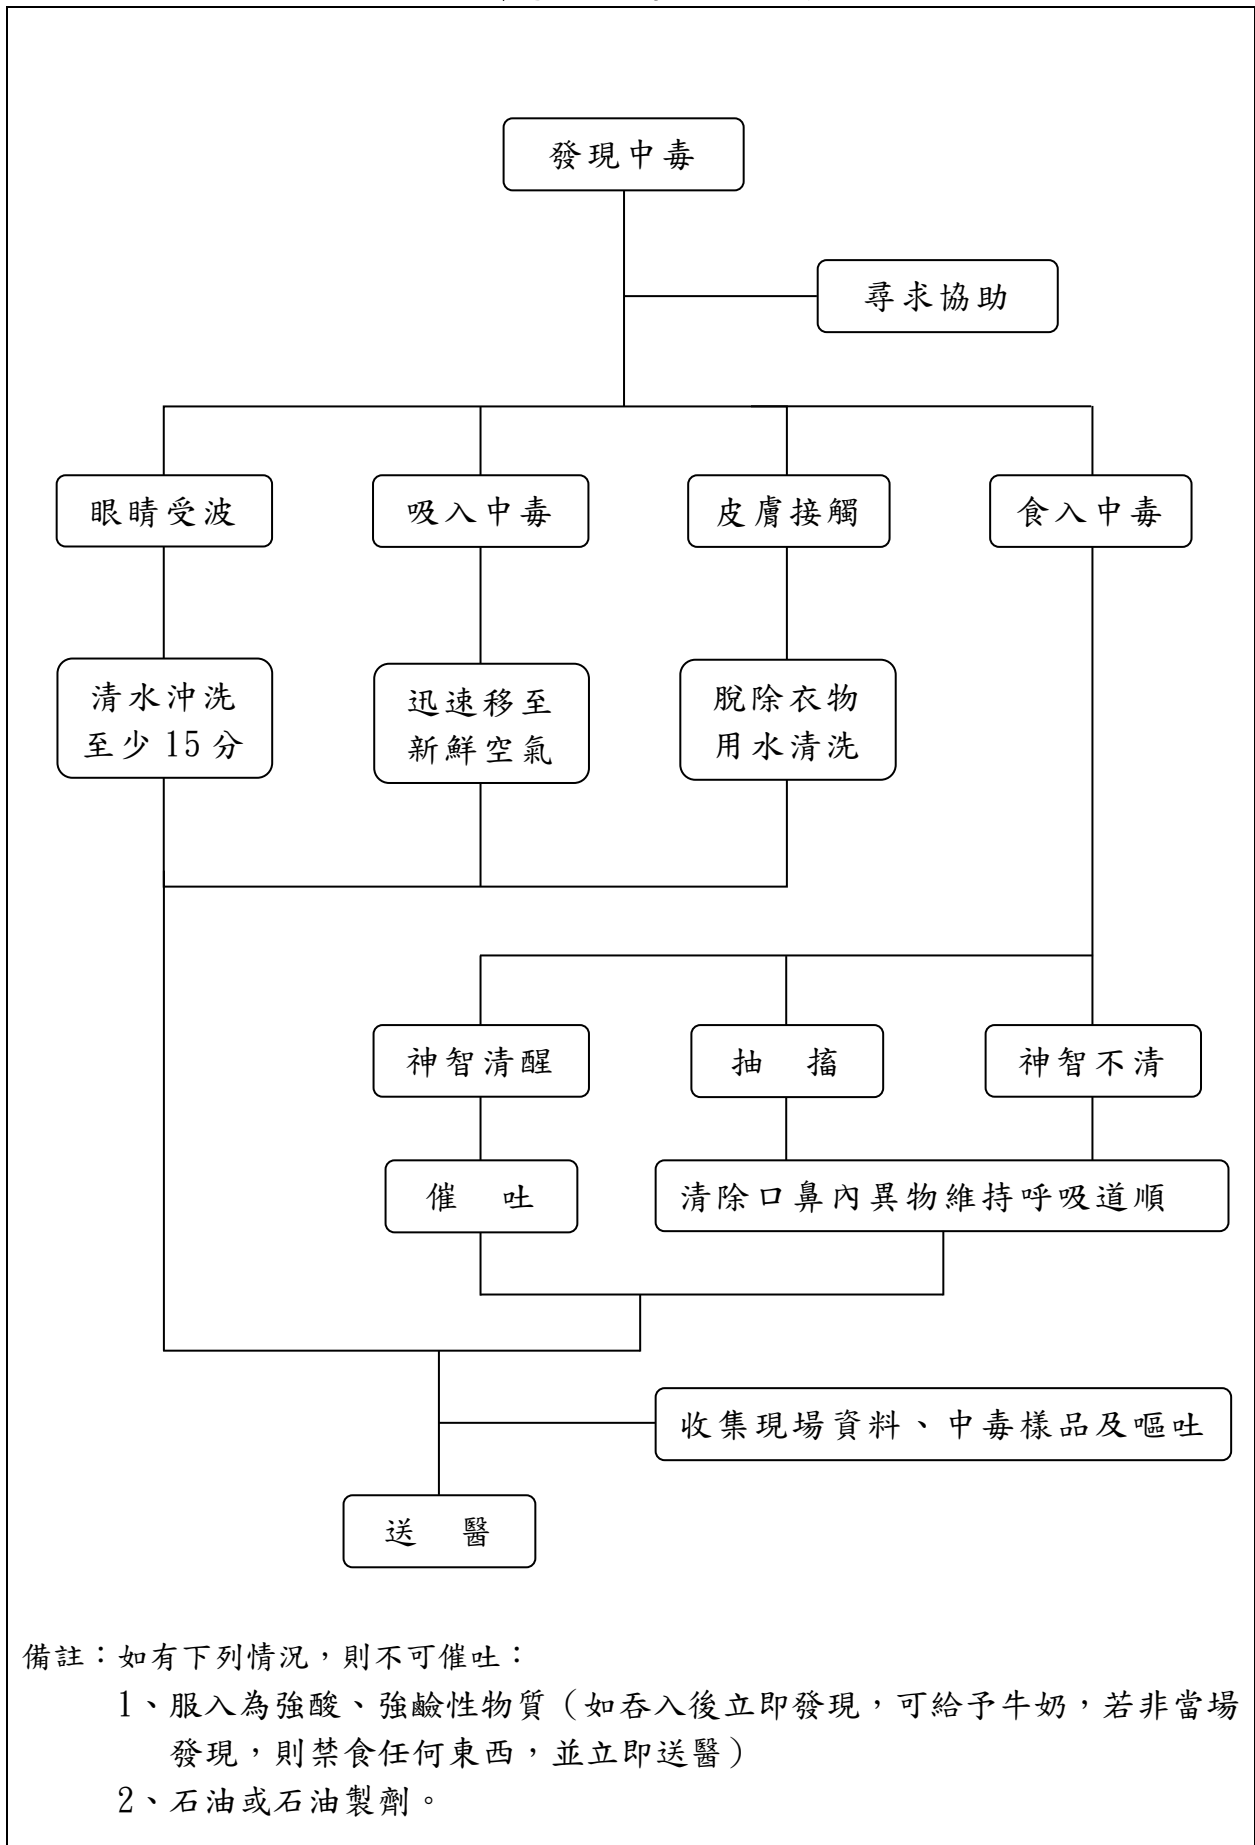 發現中毒
尋求協助
眼睛受波
吸入中毒
皮膚接觸
食入中毒
清水沖洗
至少15分
迅速移至
新鮮空氣
脫除衣物
用水清洗
神智清醒
抽 搐
神智不清
催 吐
清除口鼻內異物維持呼吸道順
收集現場資料、中毒樣品及嘔吐
送 醫
備註：如有下列情況，則不可催吐：
1、服入為強酸、強鹼性物質（如吞入後立即發現，可給予牛奶，若非當場
發現，則禁食任何東西，並立即送醫）
2、石油或石油製劑。